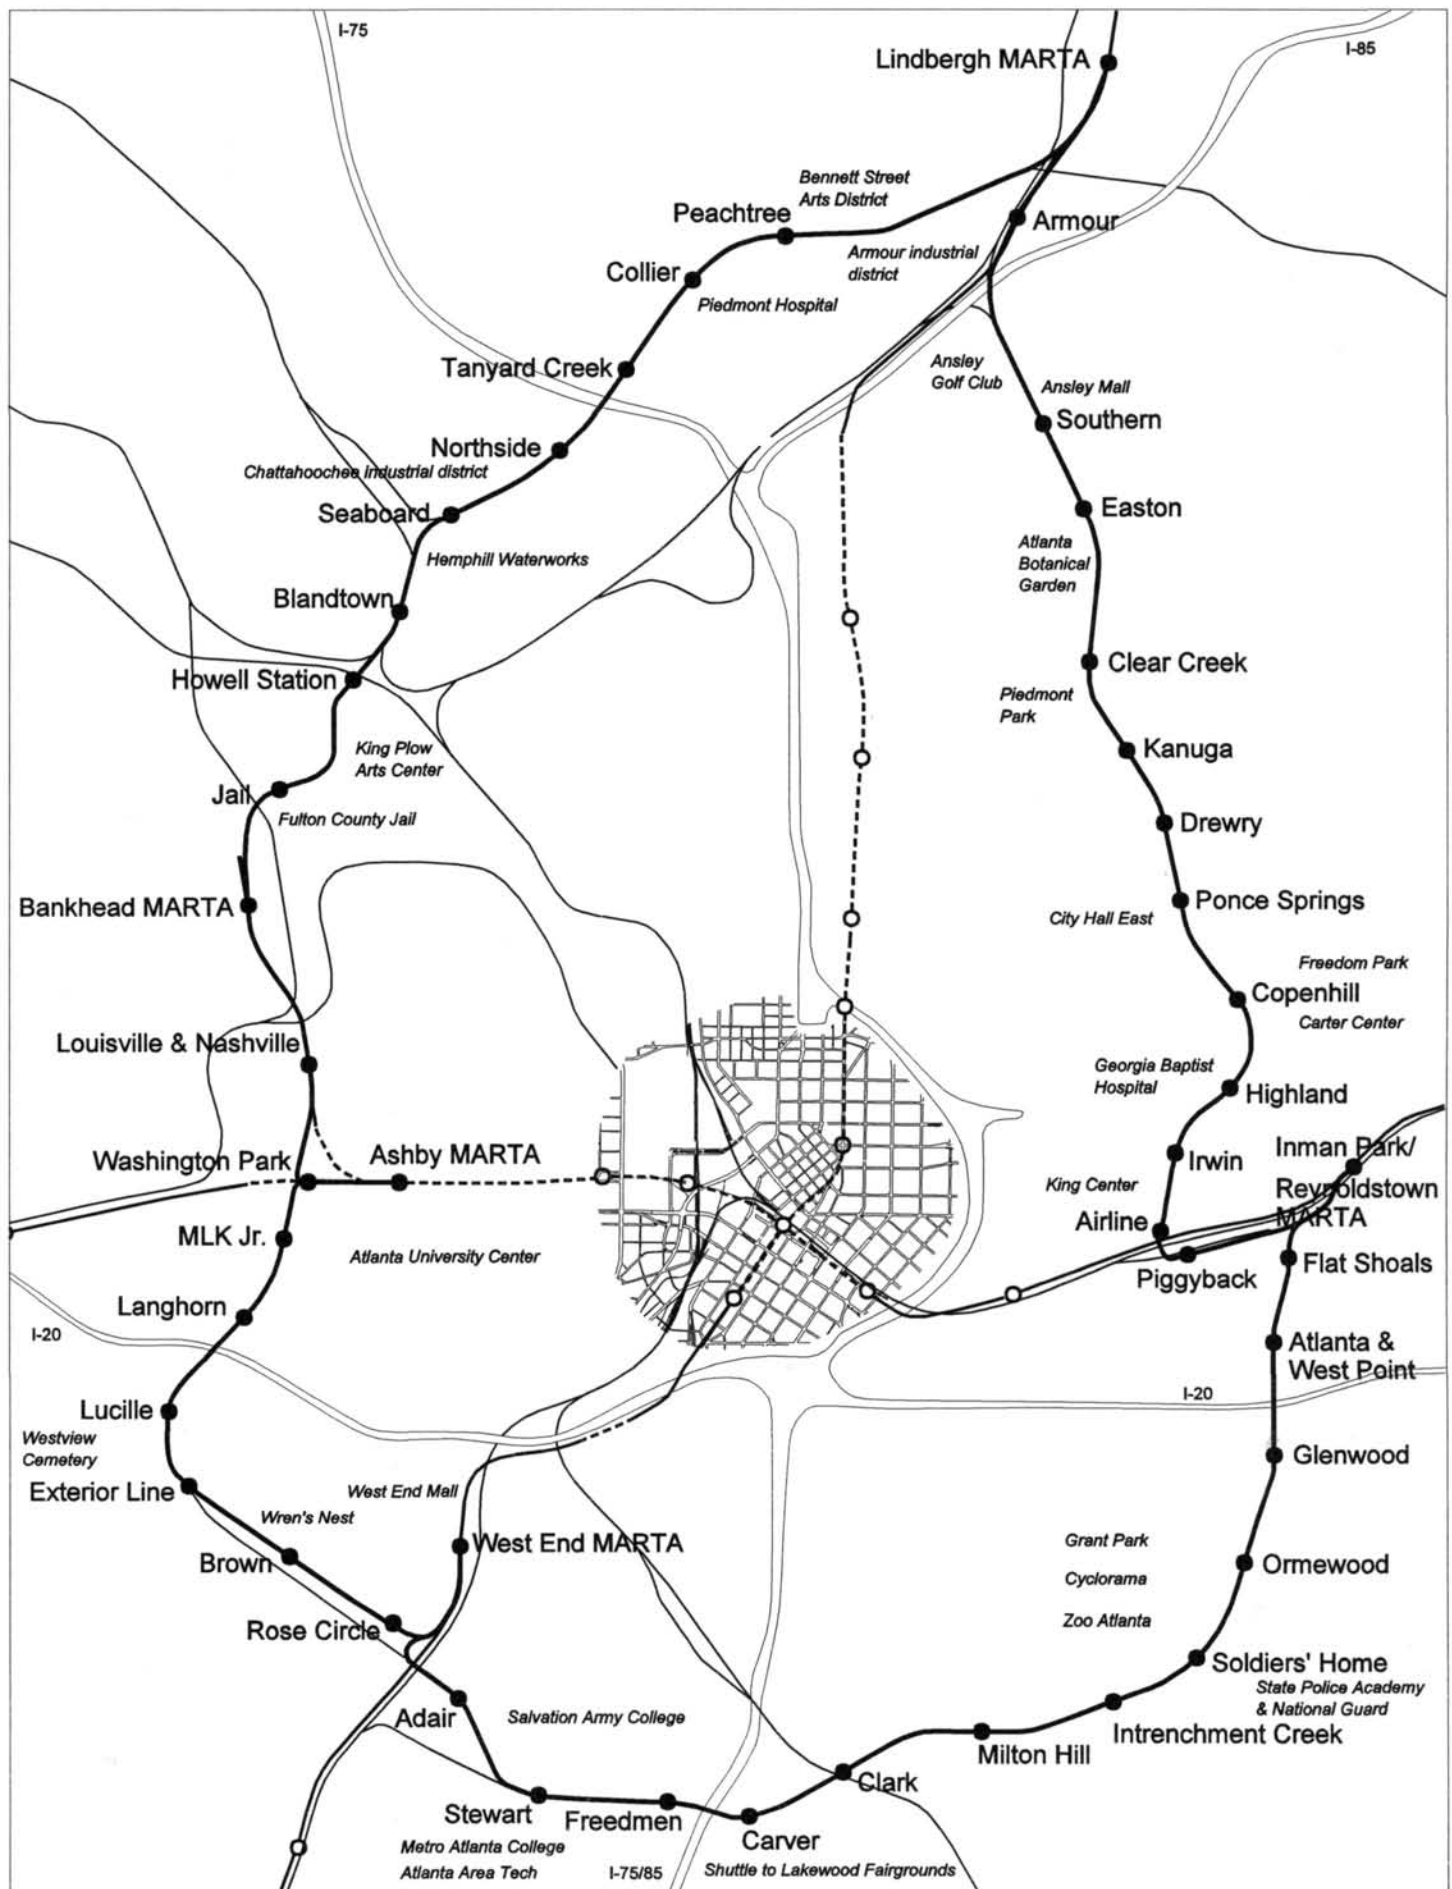 I-75
I-85
Lindbergh MARTA
Bennett Street
Arts District
Peachtree
Armour
Armour industrial
district
Collier
Piedmont Hospital
Tanyard Creek
Ansley
Golf Club
Ansley Mall
Southern
Northside
Chattahoochee industrial district
Seaboard
Easton
Atlanta
Botanical
Garden
Hemphill Waterworks
Blandtown
Clear Creek
Howell Station
Piedmont
Park
King Plow
Arts Center
Kanuga
Jail
Fulton County Jail
Drewry
Bankhead MARTA
Ponce Springs
City Hall East
Freedom Park
Copenhill
Carter Center
Louisville & Nashville
Georgia Baptist
Hospital
Highland
Washington Park
Ashby MARTA
Irwin
Inman Park/
Reynoldstown
MARTA
King Center
Airline
MLK Jr.
Atlanta University Center
Piggyback
Flat Shoals
Langhorn
I-20
Atlanta &
West Point
I-20
Lucille
Westview
Cemetery
Glenwood
Exterior Line
West End Mall
Wren's Nest
West End MARTA
Brown
Grant Park
Cyclorama
Zoo Atlanta
Ormewood
Rose Circle
Soldiers' Home
State Police Academy
& National Guard
Adair
Salvation Army College
Intrenchment Creek
Milton Hill
Clark
Stewart
Freedmen
Carver
Metro Atlanta College
Atlanta Area Tech
I-75/85
Shuttle to Lakewood Fairgrounds